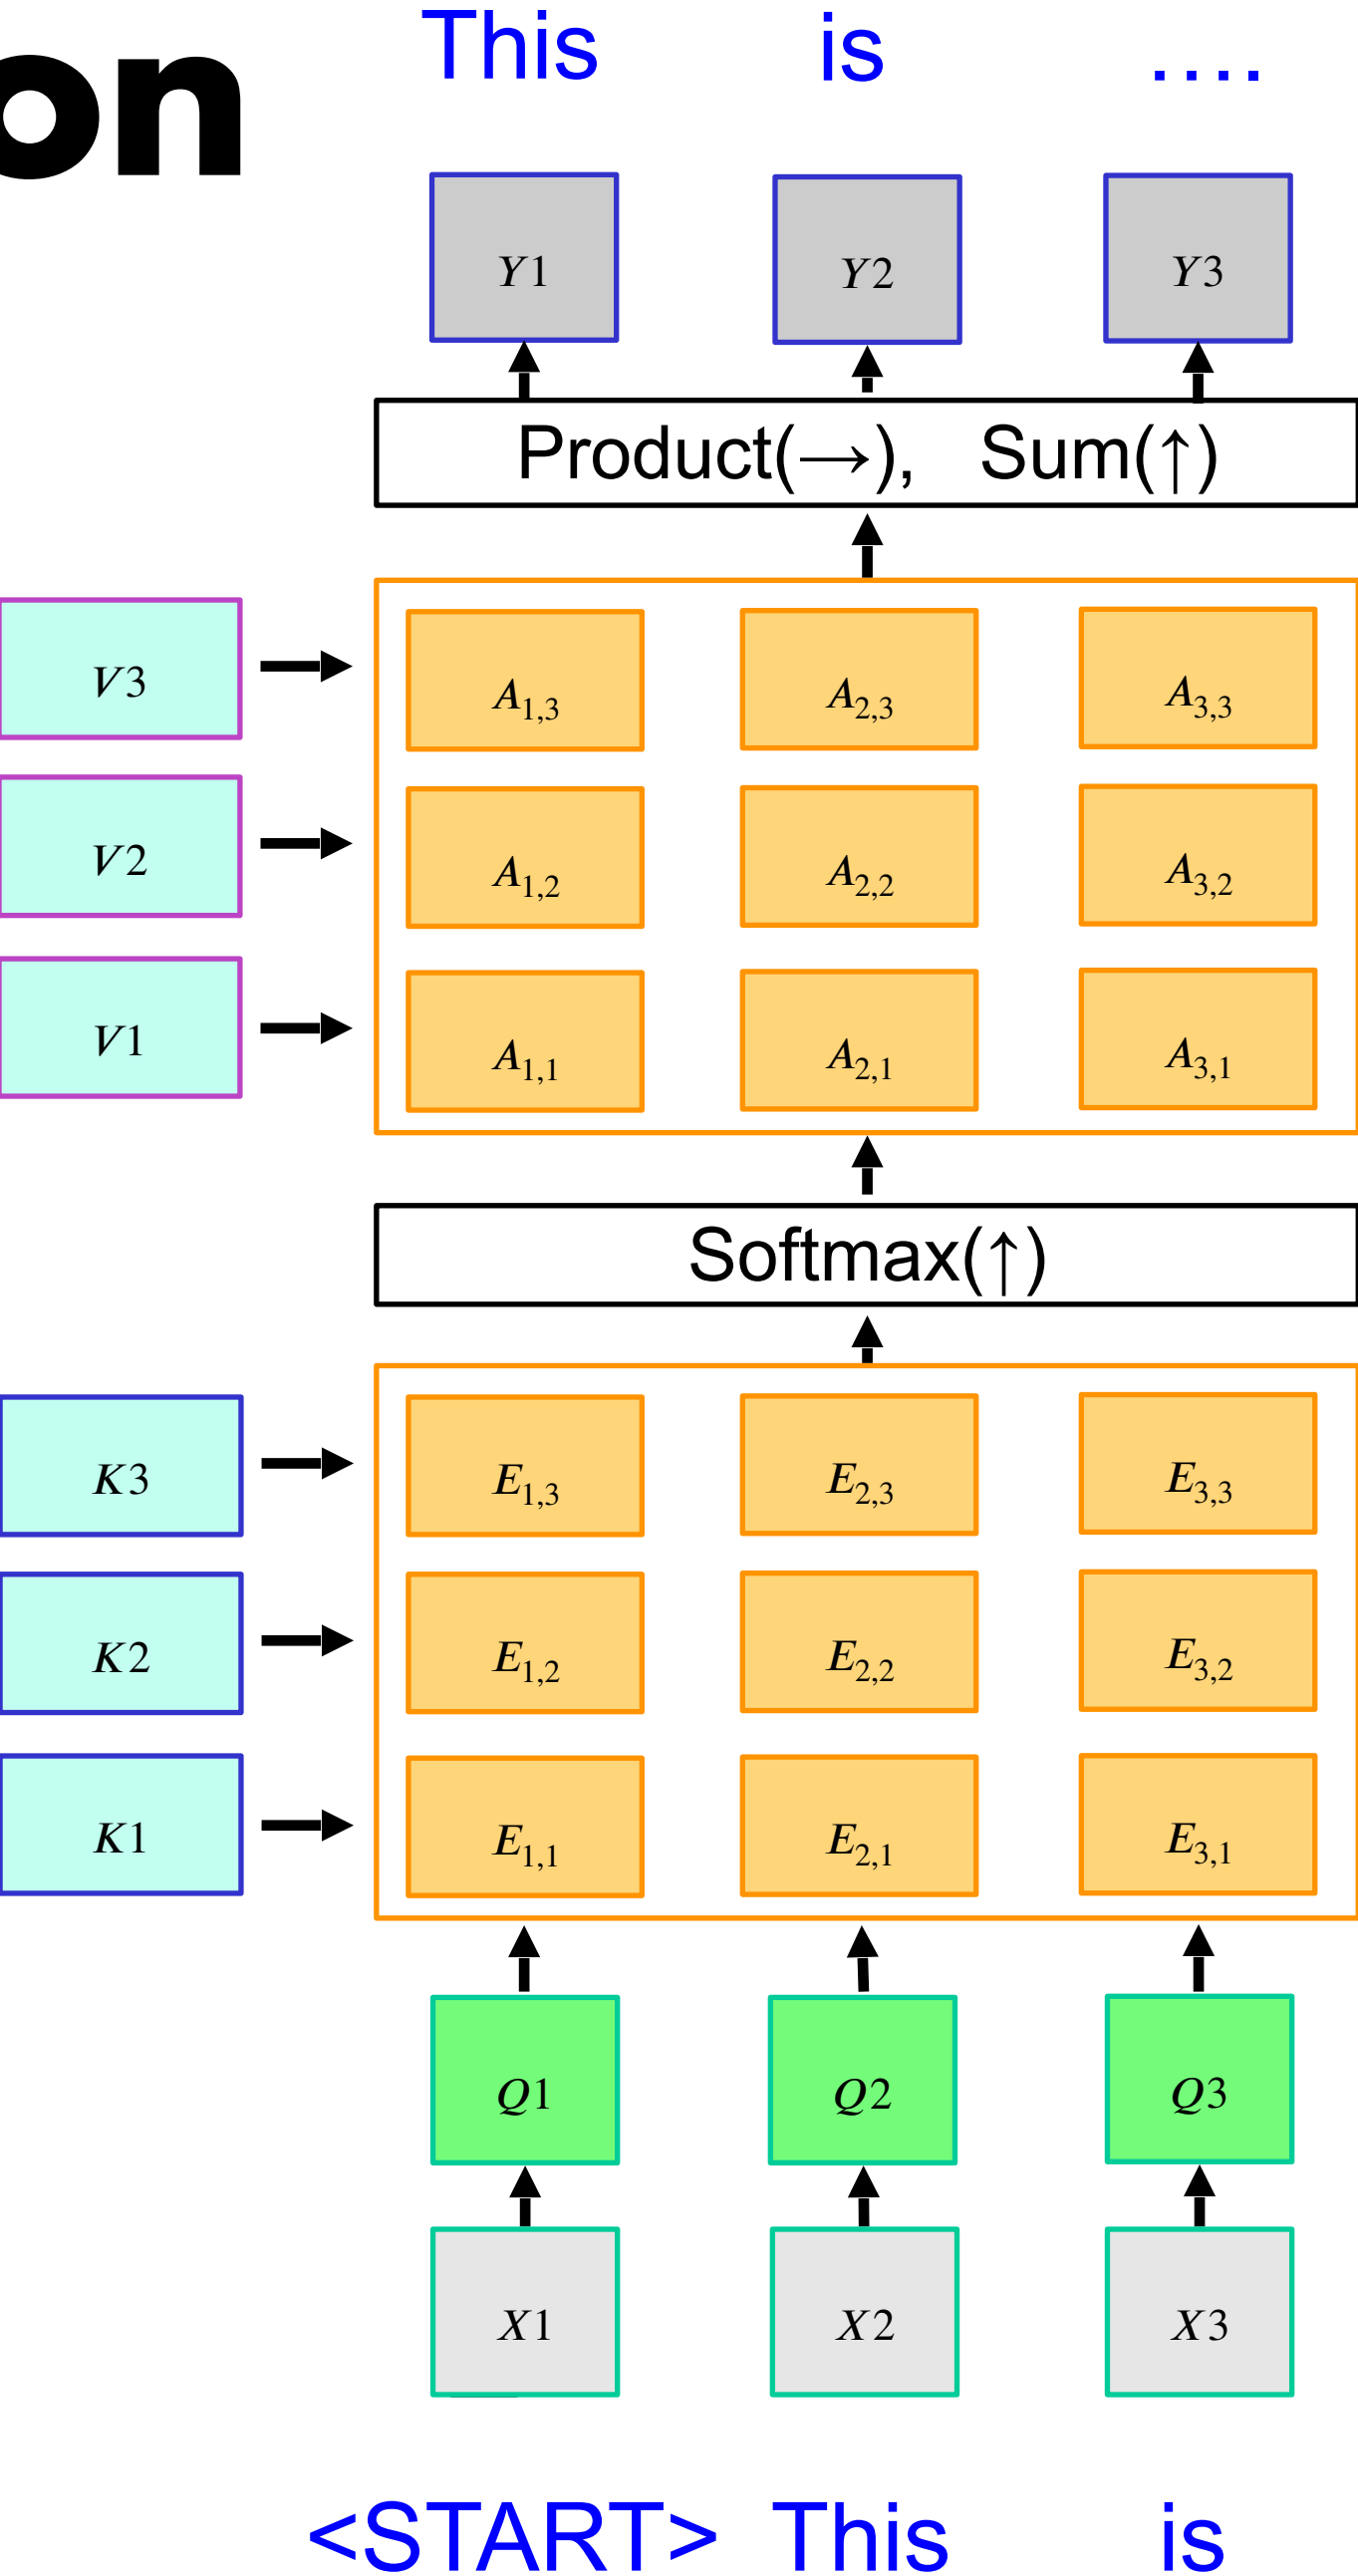 on
This is ....
Y1 Y2 Y3
Product(→), Sum(↑)
V3 A1,3 A2,3 A3,3
V2 A1,2 A2,2 A3,2
V1 A1,1 A2,1 A3,1
Softmax(↑)
K3 E1,3 E2,3 E3,3
K2 E1,2 E2,2 E3,2
K1 E1,1 E2,1 E3,1
Q1 Q2 Q3
X1 X2 X3
<START> This is